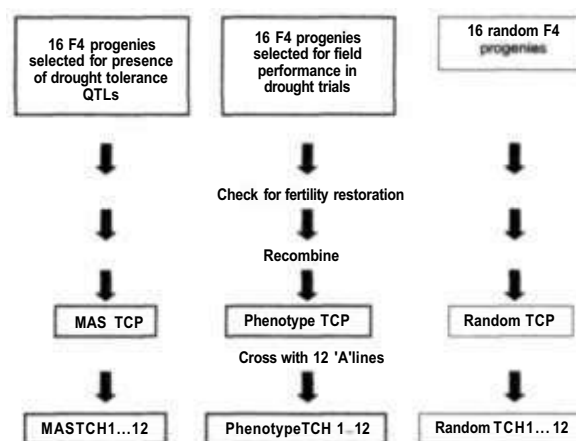 16 F4 progenies
selected for presence
of drought tolerance
QTLs
16 F4 progenies
selected for field
performance in
drought trials
16 random F4
progenies
Check for fertility restoration
Recombine
MAS TCP
Phenotype TCP
Random TCP
Cross with 12 'A'lines
MASTCH1...12
PhenotypeTCH 1...12
Random TCH1...12